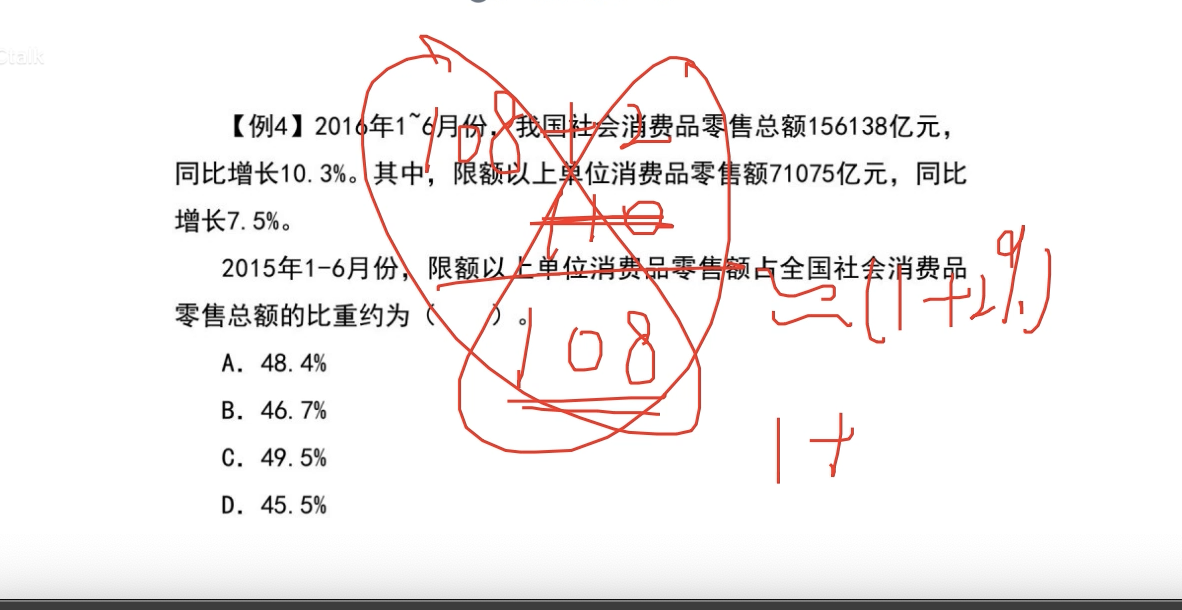 Ctalk
【例4】2016年1~6月份，我国社会消费品零售总额156138亿元，
同比增长10.3%。其中，限额以上单位消费品零售额71075亿元，同比
增长7.5%。
2015年1-6月份，限额以上单位消费品零售额占全国社会消费品
零售总额的比重约为（ ）。
A. 48.4%
B. 46.7%
C. 49.5%
D. 45.5%
108+2
108
≈(1+2%)
1+